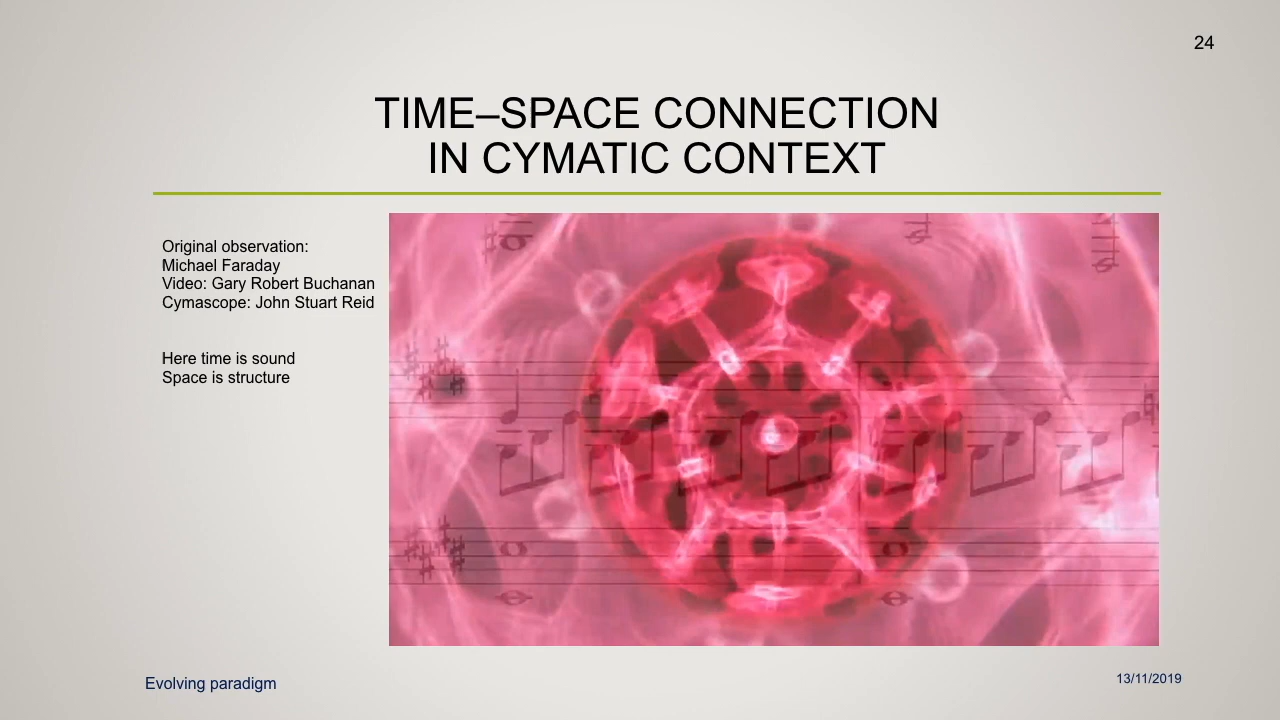 24
TIME–SPACE CONNECTION
IN CYMATIC CONTEXT
Original observation:
Michael Faraday
Video: Gary Robert Buchanan
Cymascope: John Stuart Reid
Here time is sound
Space is structure
Evolving paradigm
13/11/2019